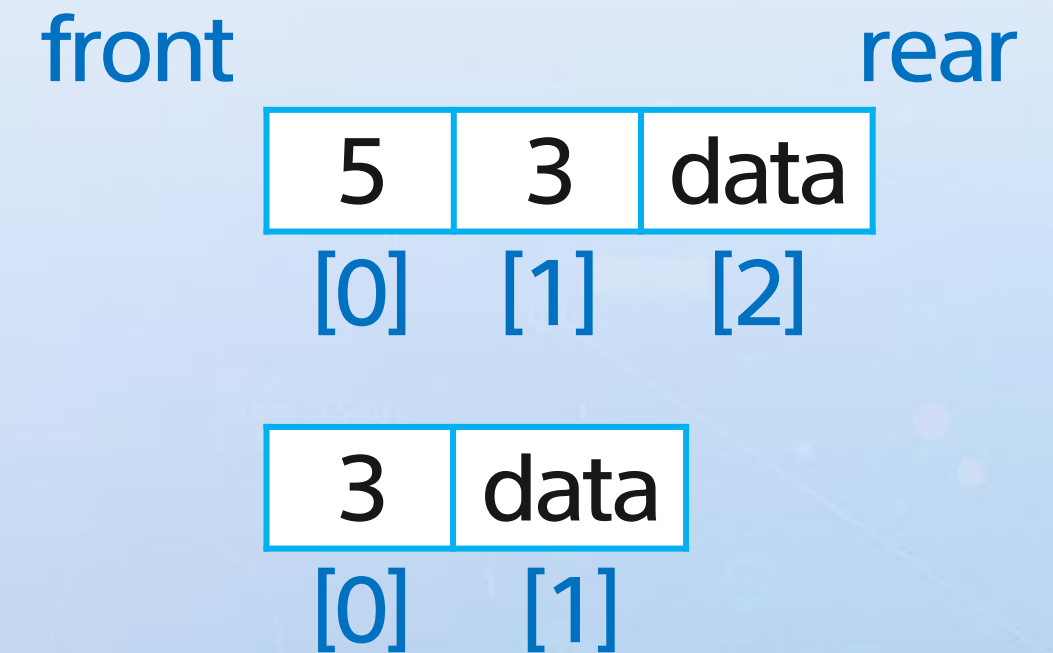 front rear
5 3 data
[0] [1] [2]
3 data
[0] [1]